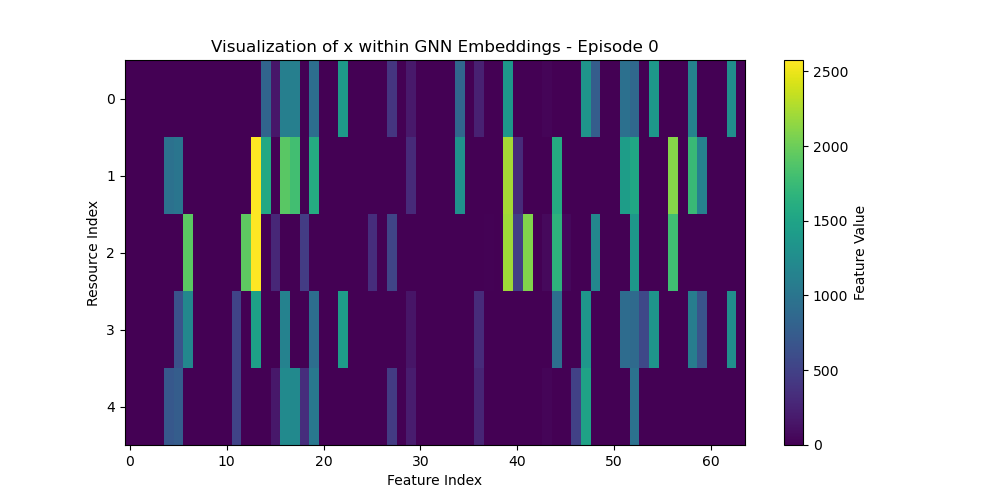 Visualization of x within GNN Embeddings - Episode 0
Resource Index
0
1
2
3
4
0 10 20 30 40 50 60
Feature Index
2500
2000
1500
1000
500
0
Feature Value